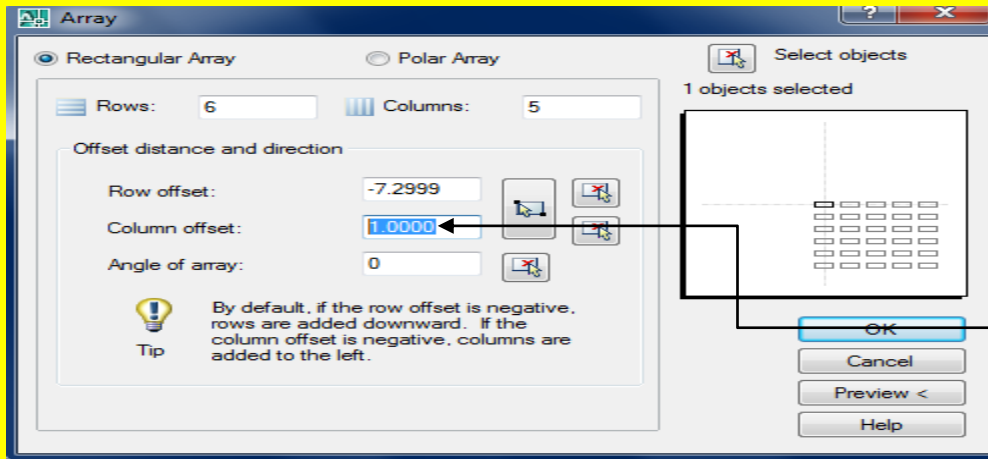 Array
?
Rectangular Array
Polar Array
Select objects
1 objects selected
Rows: 6
Columns: 5
Offset distance and direction
Row offset: -7.2999
Column offset: 1.0000
Angle of array: 0
Tip
By default, if the row offset is negative,
rows are added downward. If the
column offset is negative, columns are
added to the left.
OK
Cancel
Preview <
Help